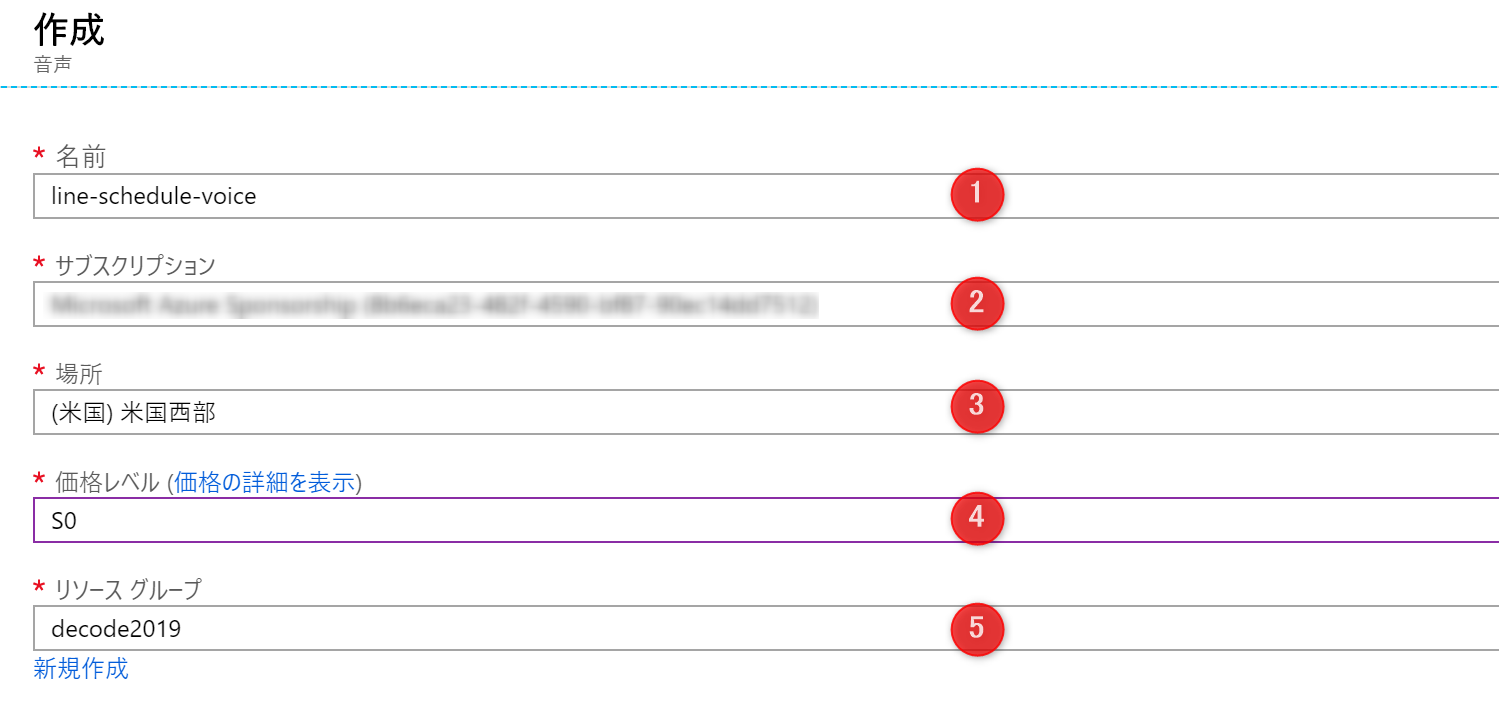 作成
音声
* 名前
line-schedule-voice
1
* サブスクリプション
2
* 場所
(米国) 米国西部
3
* 価格レベル (価格の詳細を表示)
S0
4
* リソース グループ
decode2019
5
新規作成